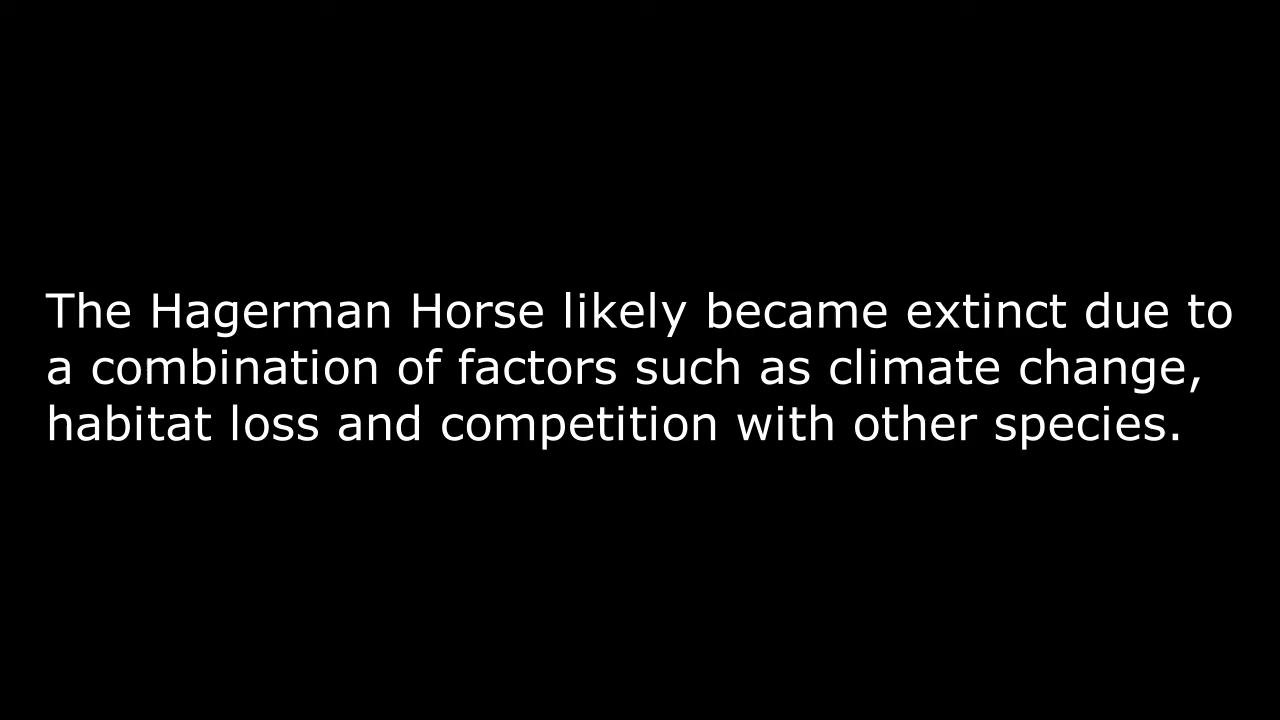 The Hagerman Horse likely became extinct due to
a combination of factors such as climate change,
habitat loss and competition with other species.